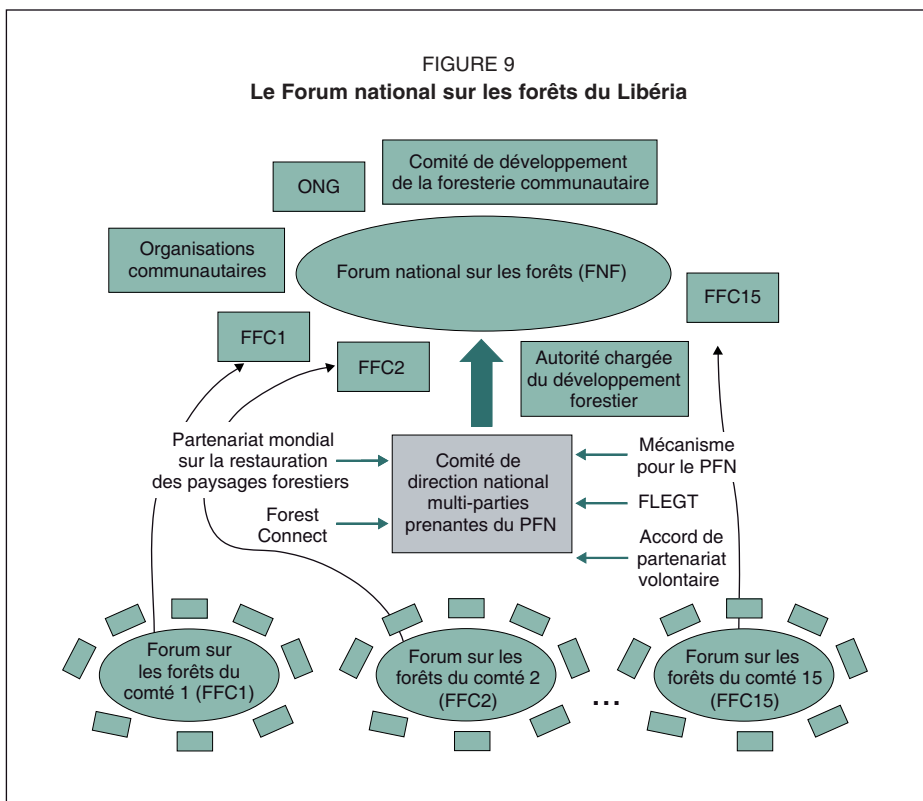 FIGURE 9
Le Forum national sur les forêts du Libéria
Comité de développement
de la foresterie communautaire
ONG
Organisations
communautaires
Forum national sur les forêts (FNF)
FFC15
FFC1
FFC2
Autorité chargée
du développement
forestier
Partenariat mondial
sur la restauration
des paysages forestiers
Forest
Connect
Comité de
direction national
multi-parties
prenantes du PFN
Mécanisme
pour le PFN
FLEGT
Accord de
partenariat
volontaire
Forum sur
les forêts du
comté 1 (FFC1)
Forum sur les
forêts du comté 2
(FFC2)
...
Forum sur les
forêts du comté 15
(FFC15)